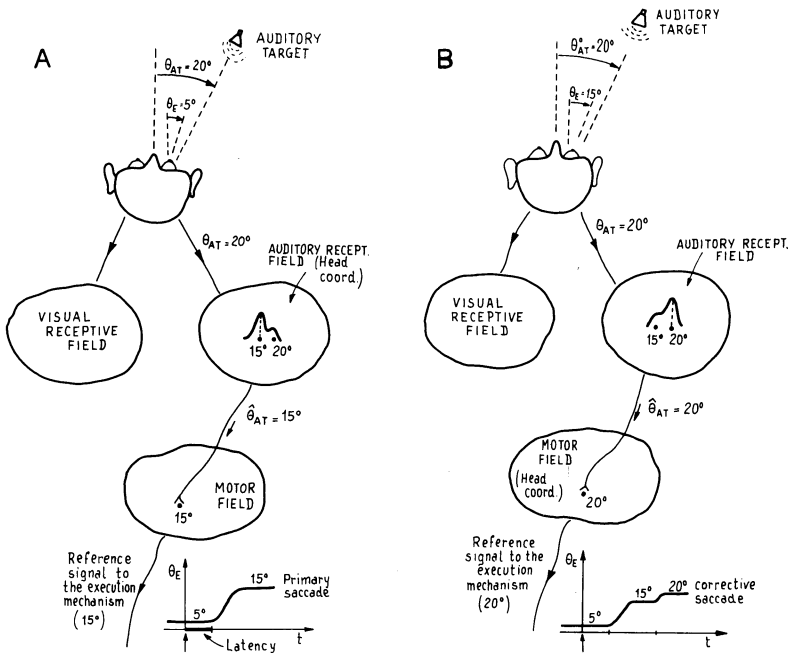 A
AUDITORY
TARGET
θAT = 20°
θE = 5°
θAT = 20°
AUDITORY RECEPT.
FIELD (Head
coord.)
VISUAL
RECEPTIVE
FIELD
15° 20°
θ̂AT = 15°
MOTOR
FIELD
15°
Reference
signal to
the execution
mechanism
(15°)
θE
5°
15°
Primary
saccade
Latency
t
B
AUDITORY
TARGET
θ°AT = 20°
θE = 15°
θAT = 20°
AUDITORY RECEPT.
FIELD
VISUAL
RECEPTIVE
FIELD
15° 20°
θ̂AT = 20°
MOTOR
FIELD
(Head
coord.)
20°
Reference
signal to the
execution
mechanism
(20°)
θE
5°
15°
20°
corrective
saccade
t